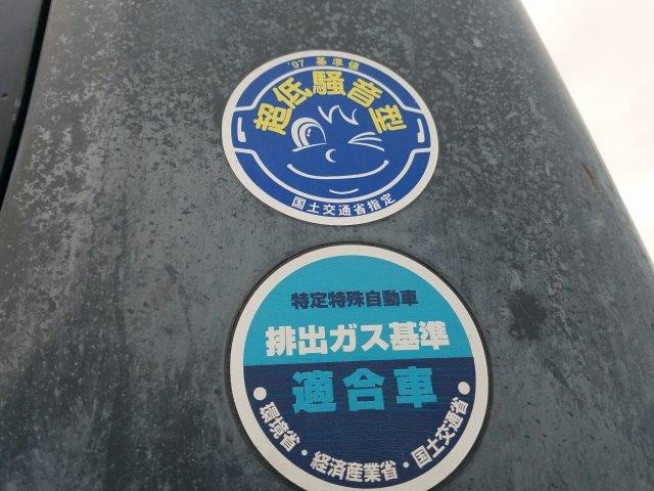 '97 基準値
超低騒音型
国土交通省指定
特定特殊自動車
排出ガス基準
適合車
●環境省・経済産業省・国土交通省●